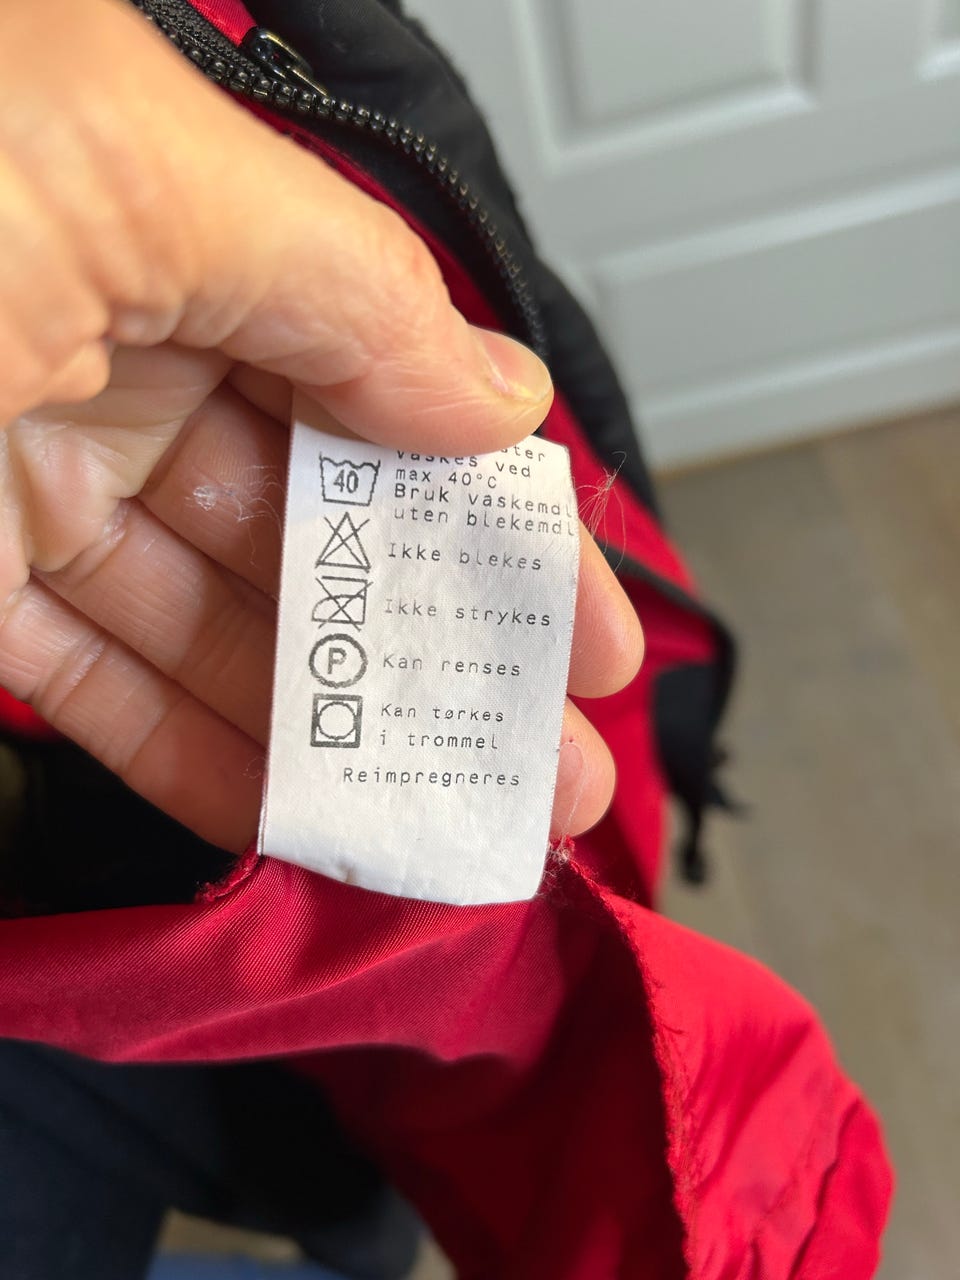 vaskes ved
max 40°C
40
Bruk vaskemdl
uten blekemdl
Ikke blekes
Ikke strykes
P
Kan renses
Kan tørkes
i trommel
Reimpregneres